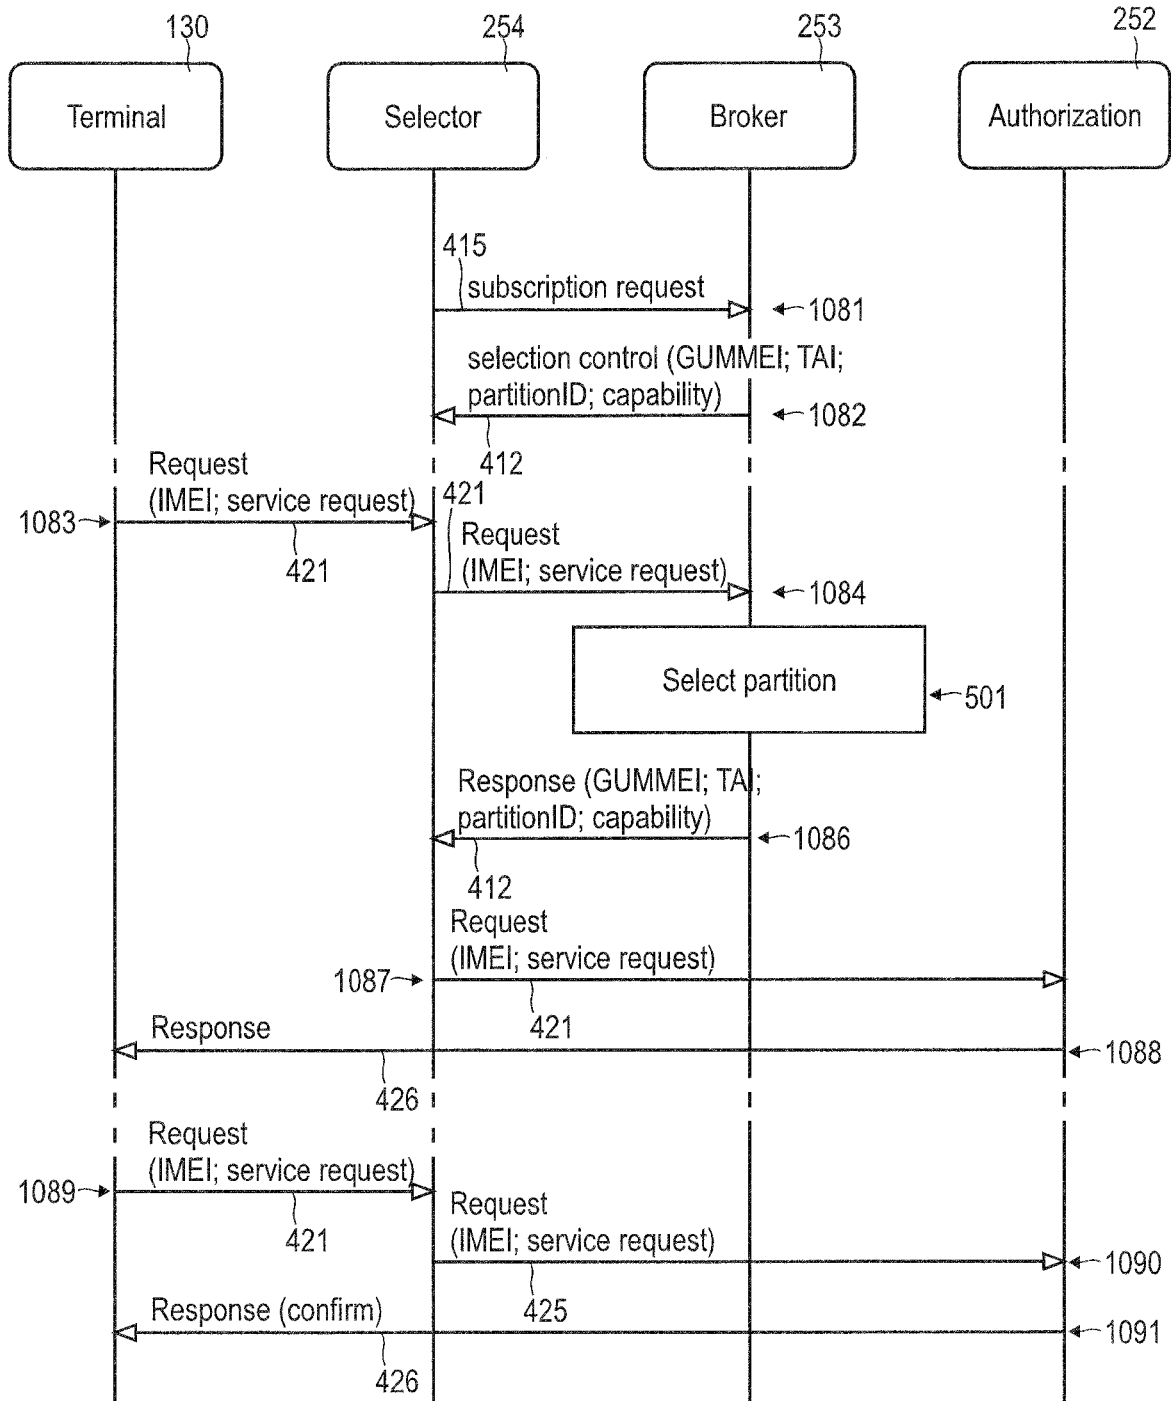 130
254
253
252
Terminal
Selector
Broker
Authorization
415
subscription request
1081
selection control (GUMMEI; TAI;
partitionID; capability)
1082
412
Request
(IMEI; service request)
1083
421
421
Request
(IMEI; service request)
1084
Select partition
501
Response (GUMMEI; TAI;
partitionID; capability)
1086
412
Request
(IMEI; service request)
1087
421
Response
1088
426
Request
(IMEI; service request)
1089
421
Request
(IMEI; service request)
1090
425
Response (confirm)
1091
426